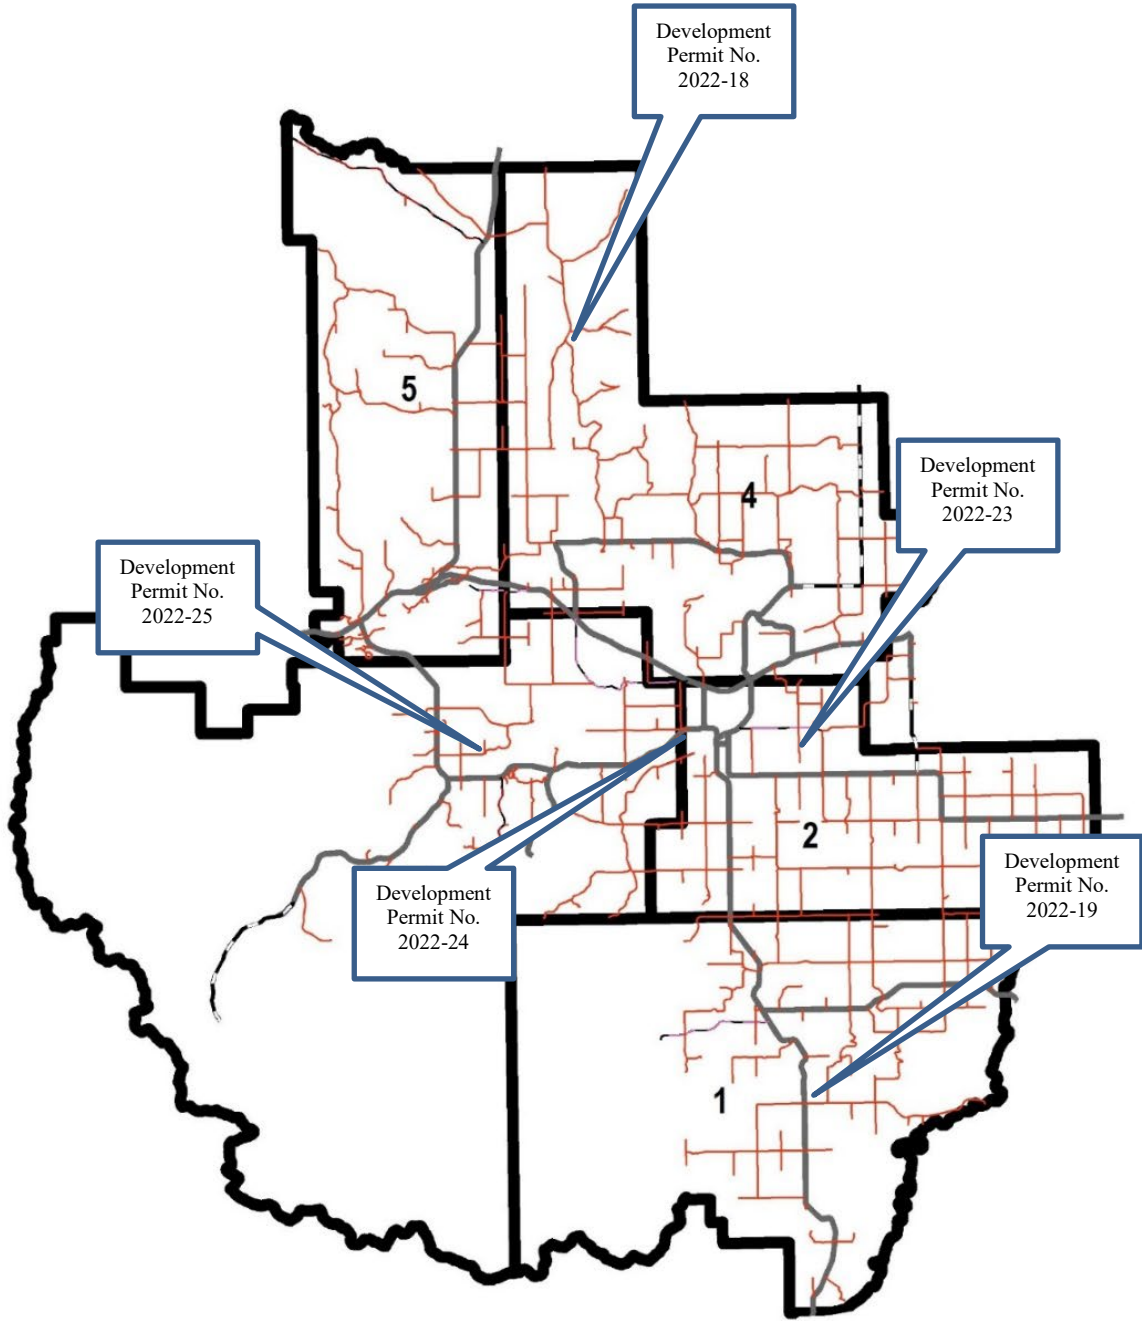 Development
Permit No.
2022-18
5
4
Development
Permit No.
2022-23
Development
Permit No.
2022-25
2
Development
Permit No.
2022-19
Development
Permit No.
2022-24
1